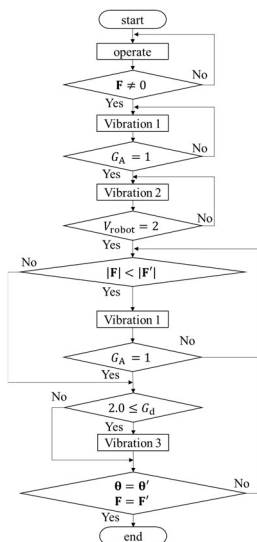 start
operate
F ≠ 0
No
Yes
Vibration 1
G_A = 1
No
Yes
Vibration 2
V_robot = 2
No
Yes
|F| < |F'|
No
Yes
Vibration 1
G_A = 1
No
Yes
2.0 ≤ G_d
No
Yes
Vibration 3
θ = θ'
F = F'
No
Yes
end